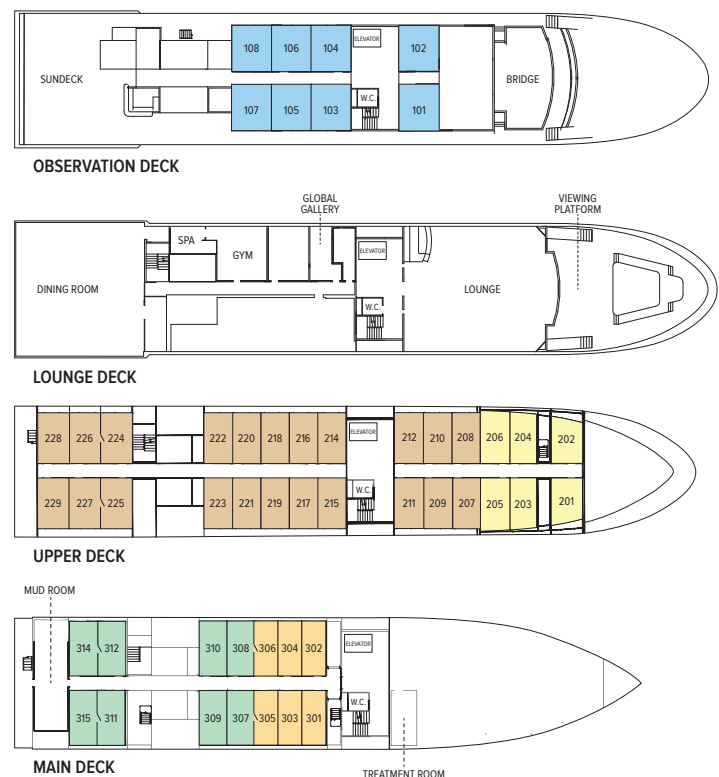 108 106 104 ELEVATOR 102
SUNDECK BRIDGE
W.C.
107 105 103 101
OBSERVATION DECK
GLOBAL
GALLERY
VIEWING
PLATFORM
SPA
ELEVATOR
GYM
DINING ROOM LOUNGE
W.C.
LOUNGE DECK
228 226 224 222 220 218 216 214 ELEVATOR 212 210 208 206 204 202
W.C.
229 227 225 223 221 219 217 215 211 209 207 205 203 201
UPPER DECK
MUD ROOM
314 312 310 308 306 304 302 ELEVATOR
W.C.
315 311 309 307 305 303 301
MAIN DECK
TREATMENT ROOM